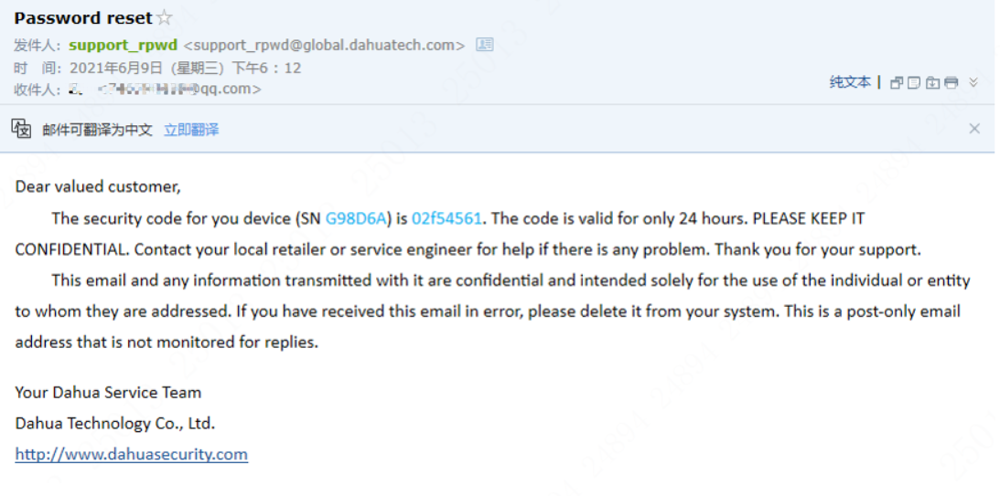 Password reset
发件人: support_rpwd <support_rpwd@global.dahuatech.com>
时 间: 2021年6月9日 (星期三) 下午6:12
收件人: @qq.com>
纯文本 |
邮件可翻译为中文 立即翻译
Dear valued customer,
The security code for you device (SN G98D6A) is 02f54561. The code is valid for only 24 hours. PLEASE KEEP IT
CONFIDENTIAL. Contact your local retailer or service engineer for help if there is any problem. Thank you for your support.
This email and any information transmitted with it are confidential and intended solely for the use of the individual or entity
to whom they are addressed. If you have received this email in error, please delete it from your system. This is a post-only email
address that is not monitored for replies.
Your Dahua Service Team
Dahua Technology Co., Ltd.
http://www.dahuasecurity.com